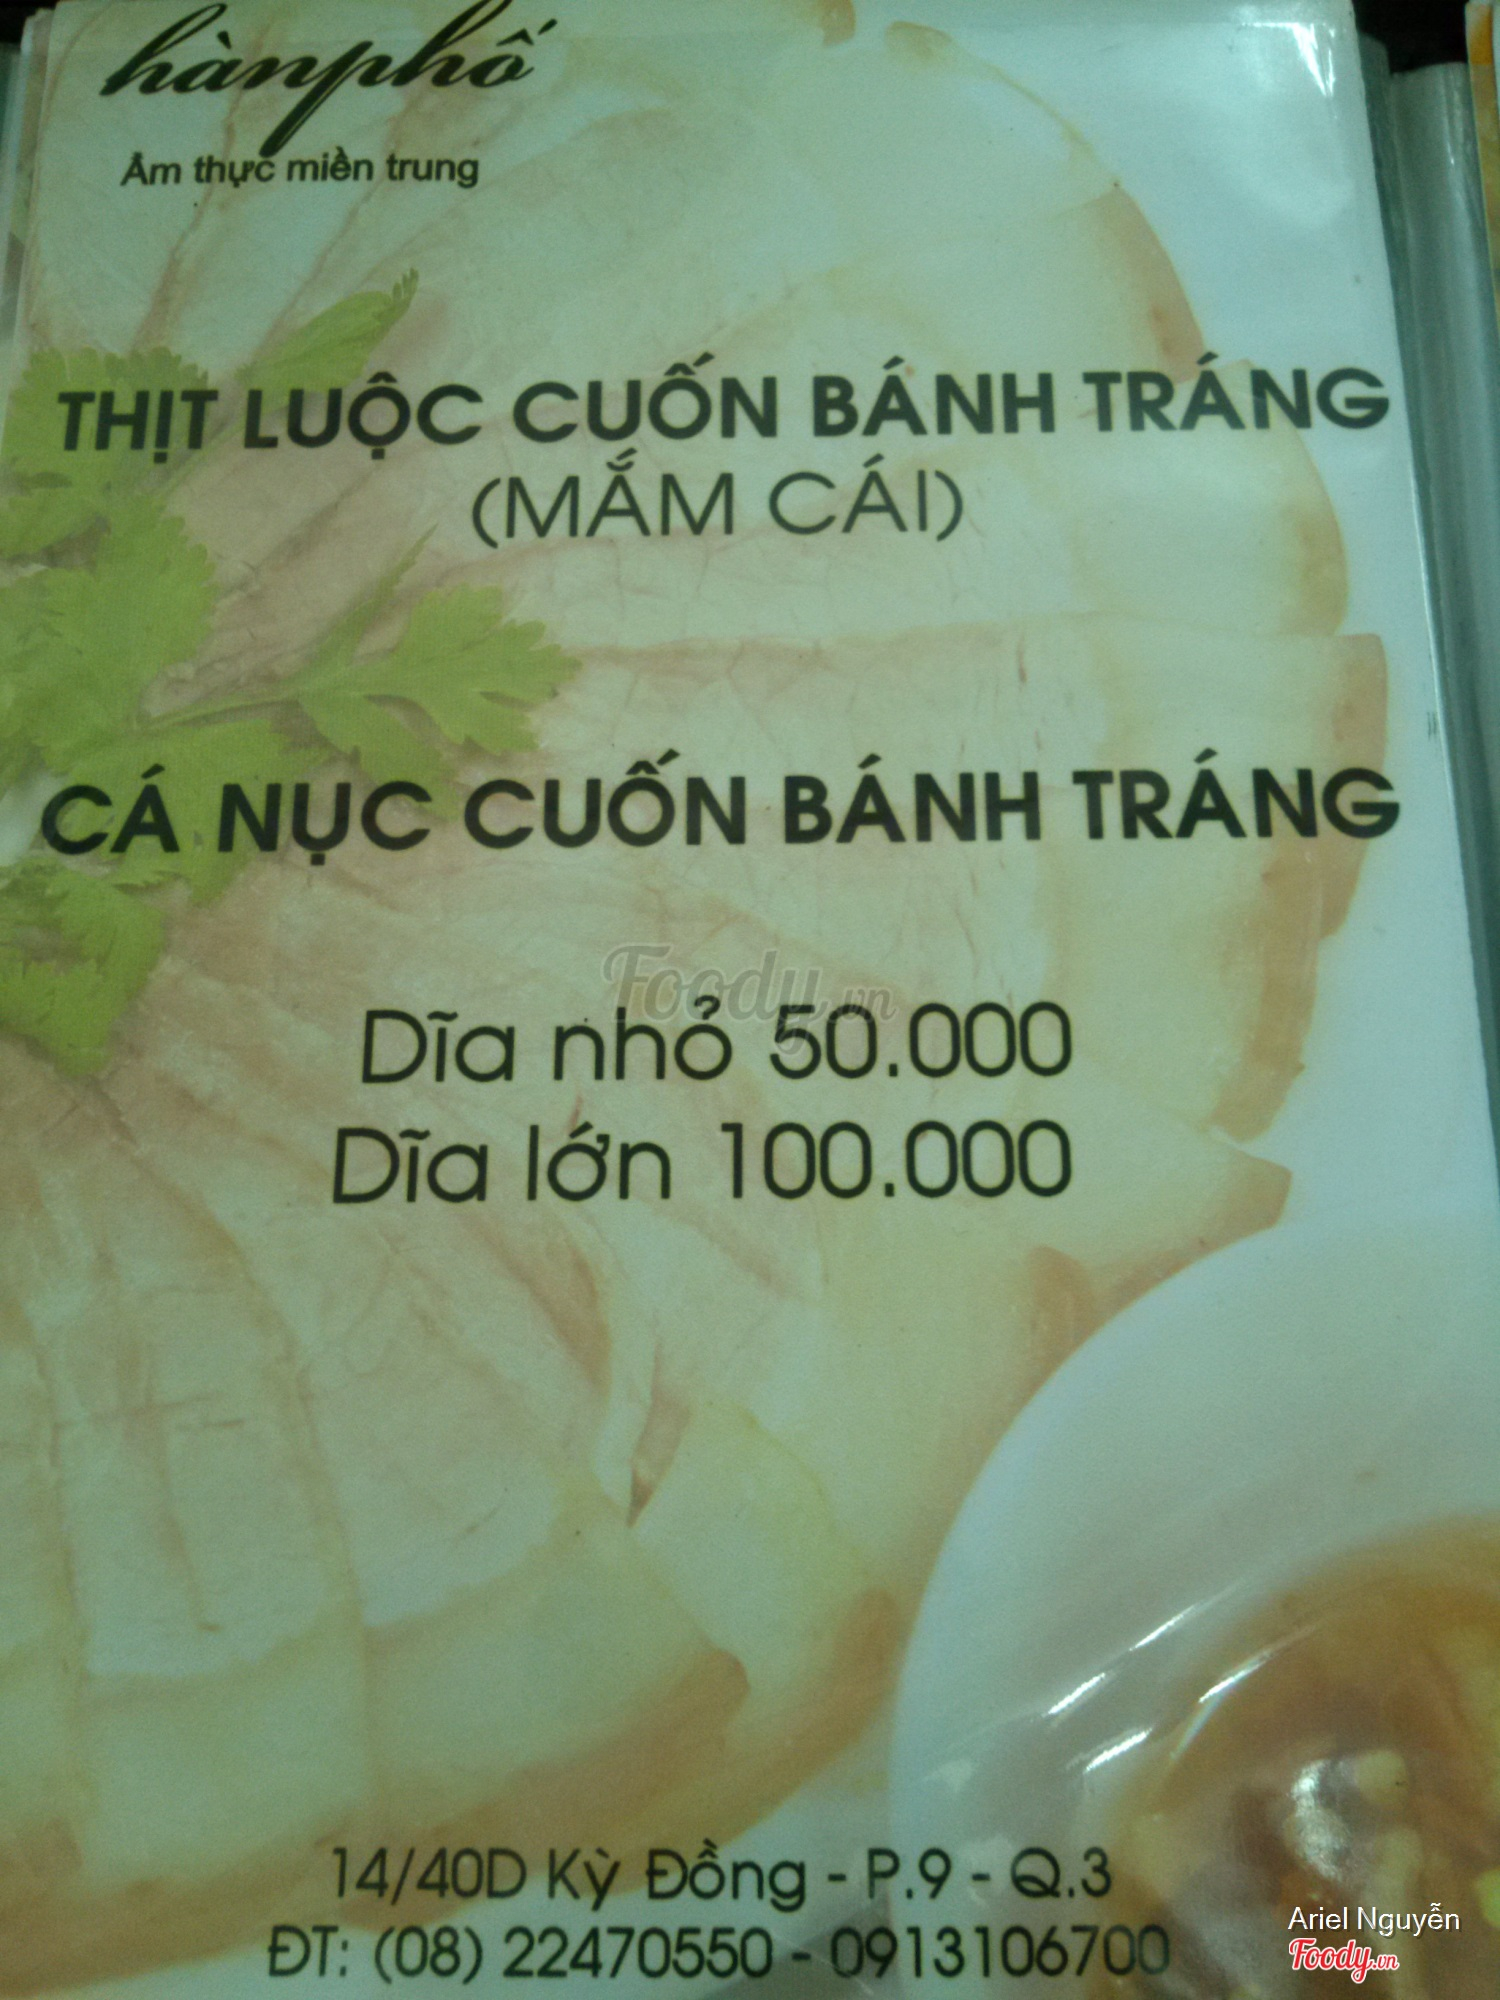 hànphố
Ẩm thực miền trung
THỊT LUỘC CUỐN BÁNH TRÁNG
(MẮM CÁI)
CÁ NỤC CUỐN BÁNH TRÁNG
Foody.vn
Dĩa nhỏ 50.000
Dĩa lớn 100.000
14/40D Kỳ Đồng - P.9 - Q.3
ĐT: (08) 22470550 - 0913106700
Ariel Nguyễn
Foody.vn